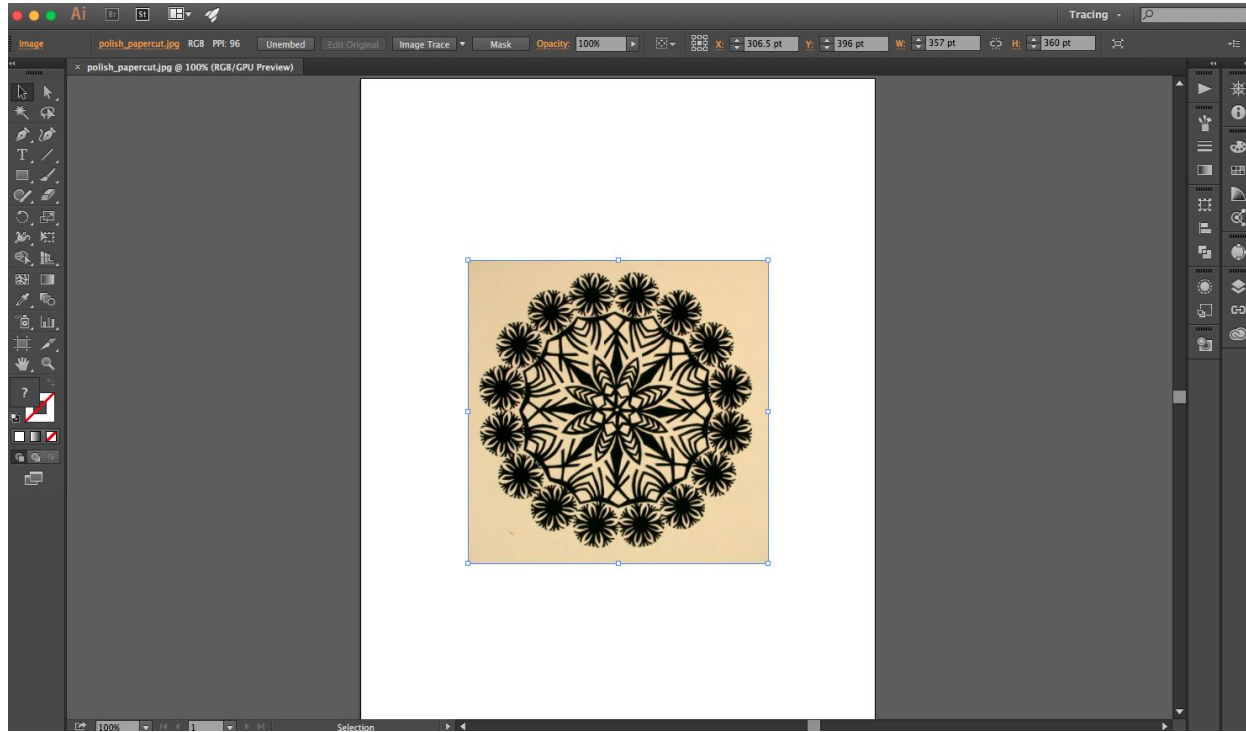 Ai Br St Tracing
Image polish_papercut.jpg RGB PPI: 96 Unembed Edit Original Image Trace Mask Opacity: 100% X: 306.5 pt Y: 396 pt W: 357 pt H: 360 pt
× polish_papercut.jpg @ 100% (RGB/GPU Preview)
T
?
100% 1 Selection